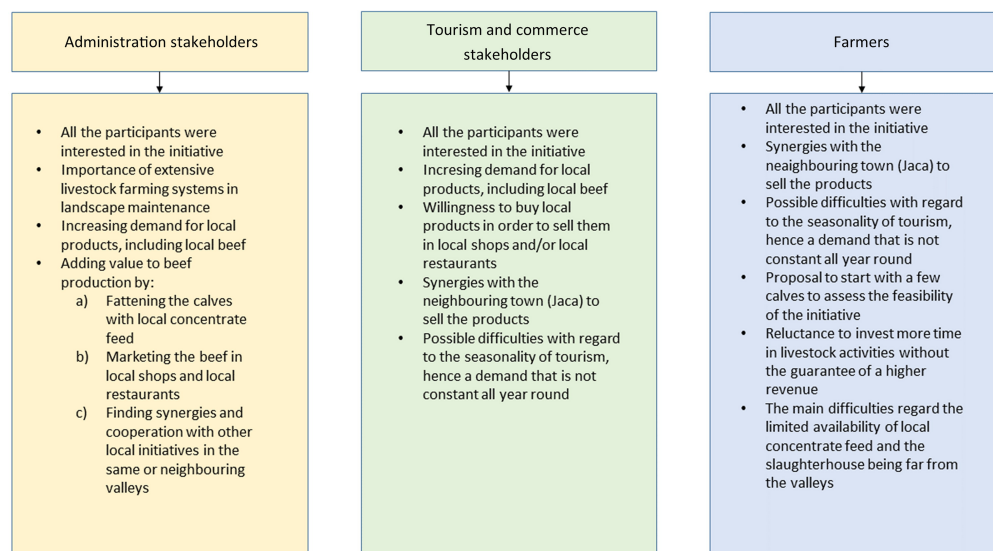 Administration stakeholders
• All the participants were
interested in the initiative
• Importance of extensive
livestock farming systems in
landscape maintenance
• Increasing demand for local
products, including local beef
• Adding value to beef
production by:
a) Fattening the calves
with local concentrate
feed
b) Marketing the beef in
local shops and local
restaurants
c) Finding synergies and
cooperation with other
local initiatives in the
same or neighbouring
valleys
Tourism and commerce
stakeholders
• All the participants were
interested in the initiative
• Incresing demand for local
products, including local beef
• Willingness to buy local
products in order to sell them
in local shops and/or local
restaurants
• Synergies with the
neighbouring town (Jaca) to
sell the products
• Possible difficulties with regard
to the seasonality of tourism,
hence a demand that is not
constant all year round
Farmers
• All the participants were
interested in the initiative
• Synergies with the
neaighbouring town (Jaca) to
sell the products
• Possible difficulties with regard
to the seasonality of tourism,
hence a demand that is not
constant all year round
• Proposal to start with a few
calves to assess the feasibility
of the initiative
• Reluctance to invest more time
in livestock activities without
the guarantee of a higher
revenue
• The main difficulties regard the
limited availability of local
concentrate feed and the
slaughterhouse being far from
the valleys